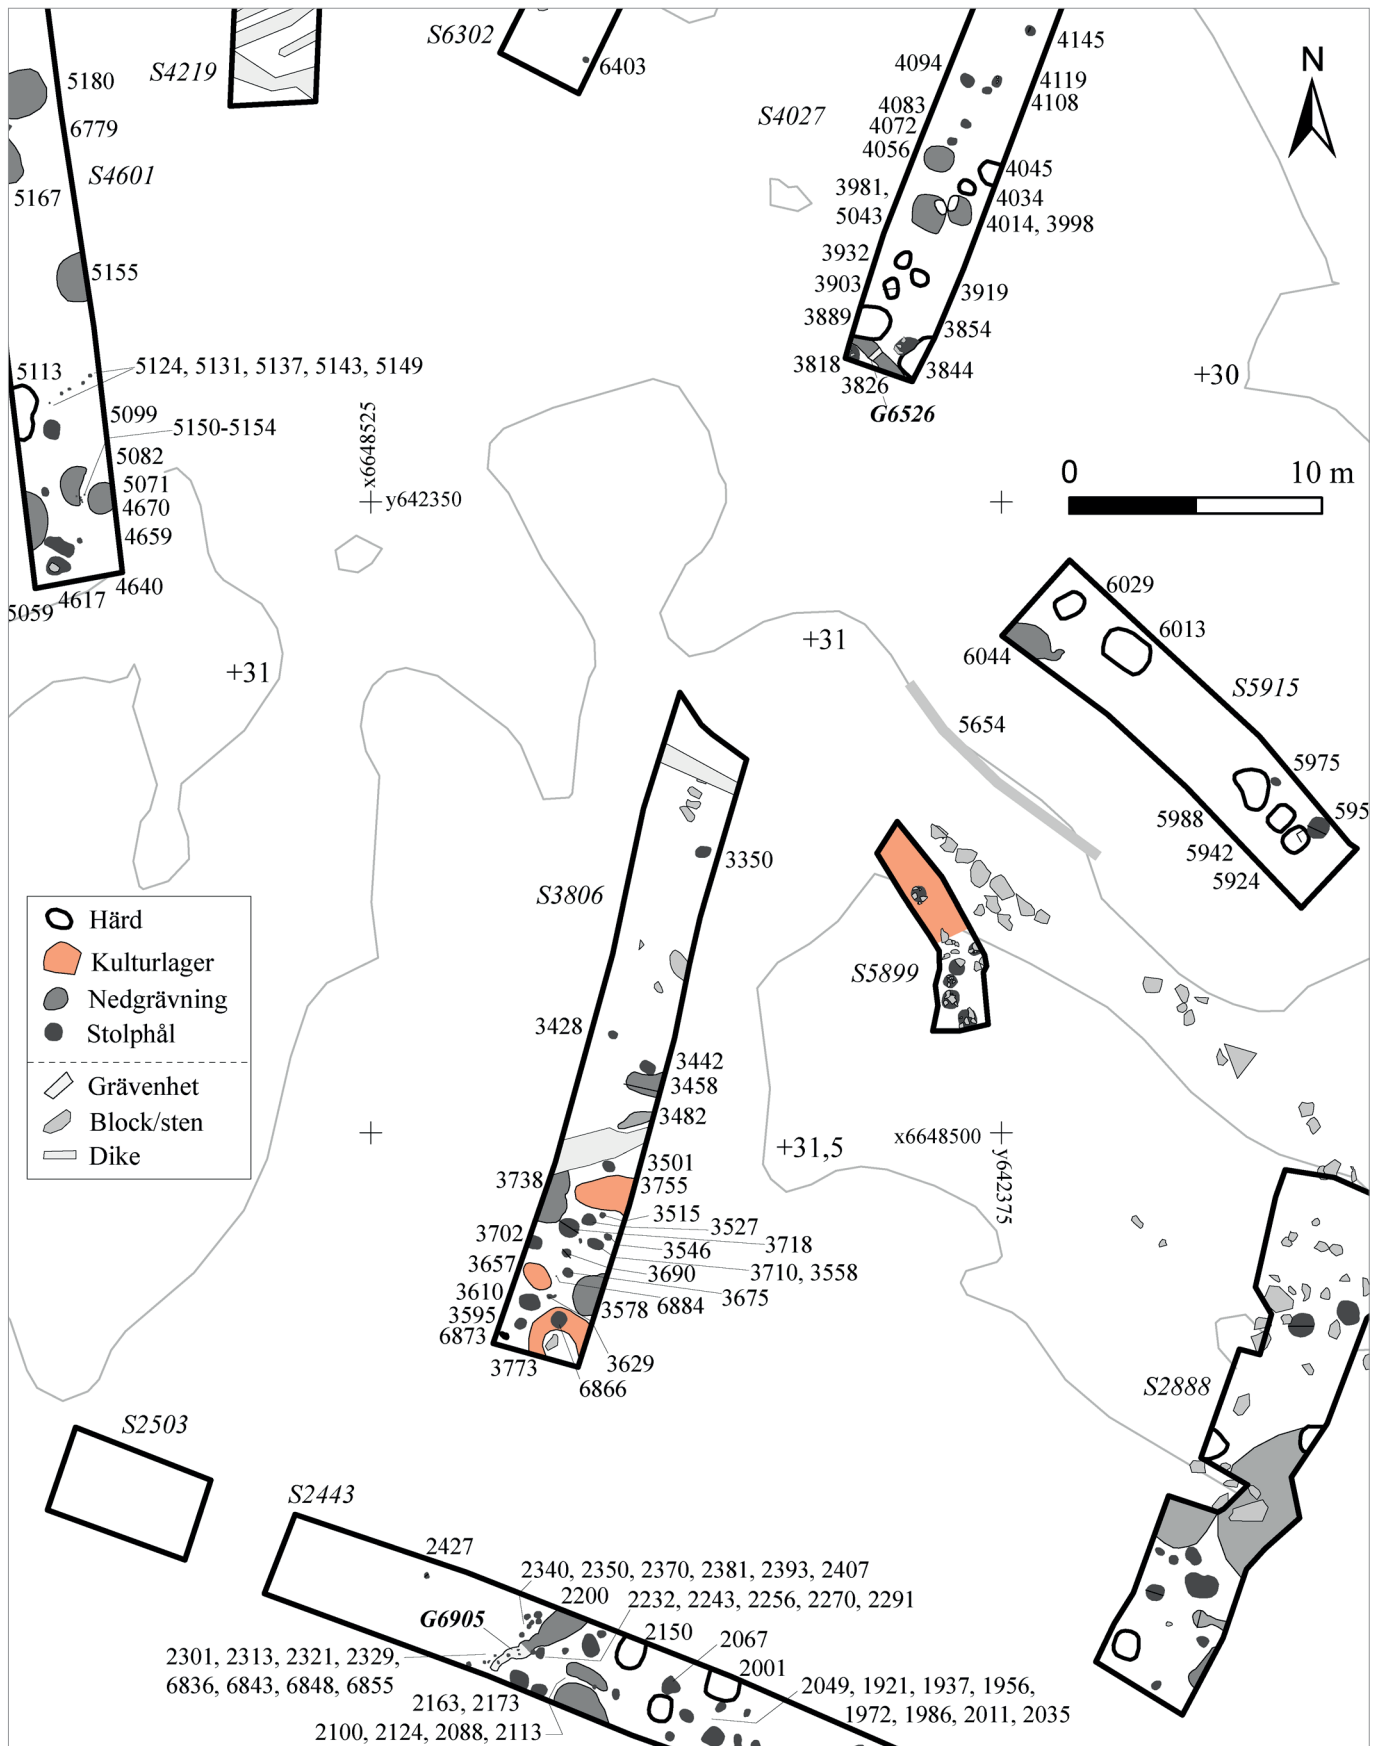 S6302
6403
S4219
5180
6779
S4601
5167
5155
5113
5124, 5131, 5137, 5143, 5149
5099
5150-5154
5082
5071
4670
4659
4640
4617
5059
x6648525
y642350
4145
4094
4119
4108
4083
4072
4056
S4027
4045
3981,
5043
4034
4014, 3998
3932
3903
3919
3889
3854
3818
3826
3844
G6526
N
+30
0 10 m
+31
+31
6029
6013
6044
S5915
5654
5975
595
5988
5942
5924
S3806
3350
S5899
3428
3442
3458
3482
3501
3738
3755
3515
3527
3702
3718
3546
3657
3690
3710, 3558
3610
3675
6884
3578
3595
6873
3629
3773
6866
+31,5
x6648500
y642375
Härd
Kulturlager
Nedgrävning
Stolphål
Grävenhet
Block/sten
Dike
S2888
S2503
S2443
2427
2340, 2350, 2370, 2381, 2393, 2407
2200
2232, 2243, 2256, 2270, 2291
G6905
2150
2067
2301, 2313, 2321, 2329,
6836, 6843, 6848, 6855
2001
2049, 1921, 1937, 1956,
1972, 1986, 2011, 2035
2163, 2173
2100, 2124, 2088, 2113